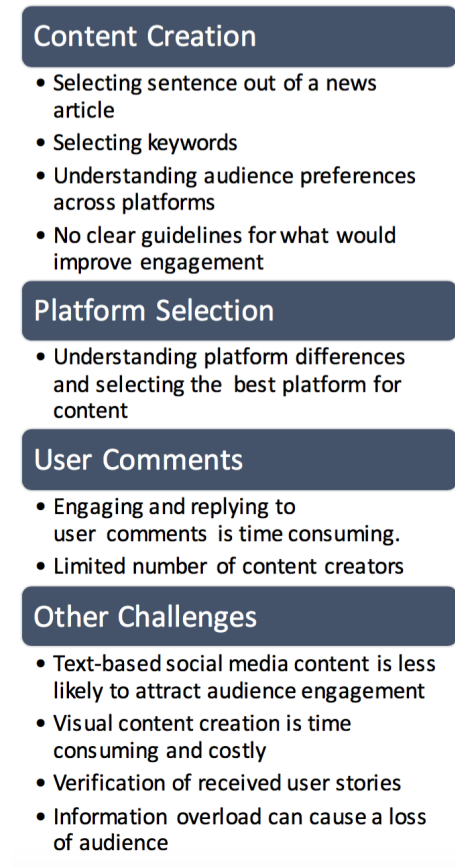 Content Creation
• Selecting sentence out of a news
article
• Selecting keywords
• Understanding audience preferences
across platforms
• No clear guidelines for what would
improve engagement
Platform Selection
• Understanding platform differences
and selecting the best platform for
content
User Comments
• Engaging and replying to
user comments is time consuming.
• Limited number of content creators
Other Challenges
• Text-based social media content is less
likely to attract audience engagement
• Visual content creation is time
consuming and costly
• Verification of received user stories
• Information overload can cause a loss
of audience